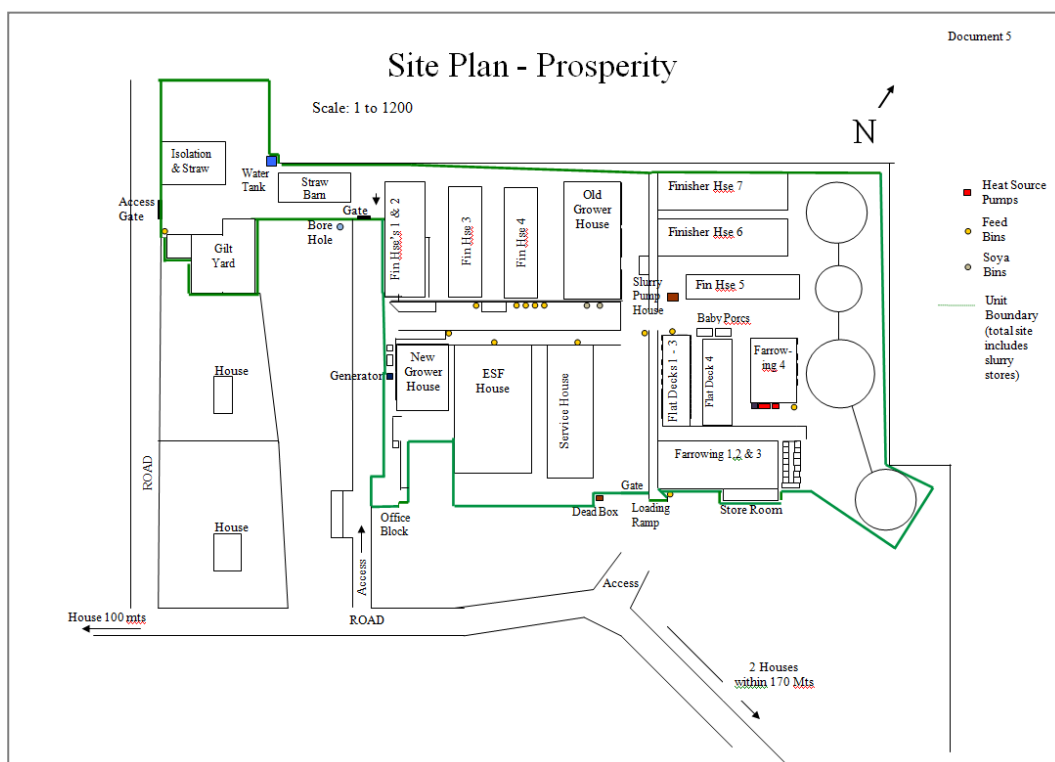 Document 5
Site Plan - Prosperity
Scale: 1 to 1200
N
Isolation
& Straw
Water
Tank
Straw
Barn
Access
Gate
Gate
Bore
Hole
Gilt
Yard
Fin Hse's 1 & 2
Fin Hse 3
Fin Hse 4
Old
Grower
House
Finisher Hse 7
Finisher Hse 6
Fin Hse 5
Slurry
Pump
House
Baby Porcs
Heat Source
Pumps
Feed
Bins
Soya
Bins
Unit
Boundary
(total site
includes
slurry
stores)
Generator
New
Grower
House
ESF
House
Service House
Flat Decks 1 - 3
Flat Deck 4
Farrow-
ing 4
Farrowing 1,2 & 3
House
House
ROAD
Office
Block
Dead Box
Gate
Loading
Ramp
Store Room
Access
Access
ROAD
House 100 mts
2 Houses
within 170 Mts